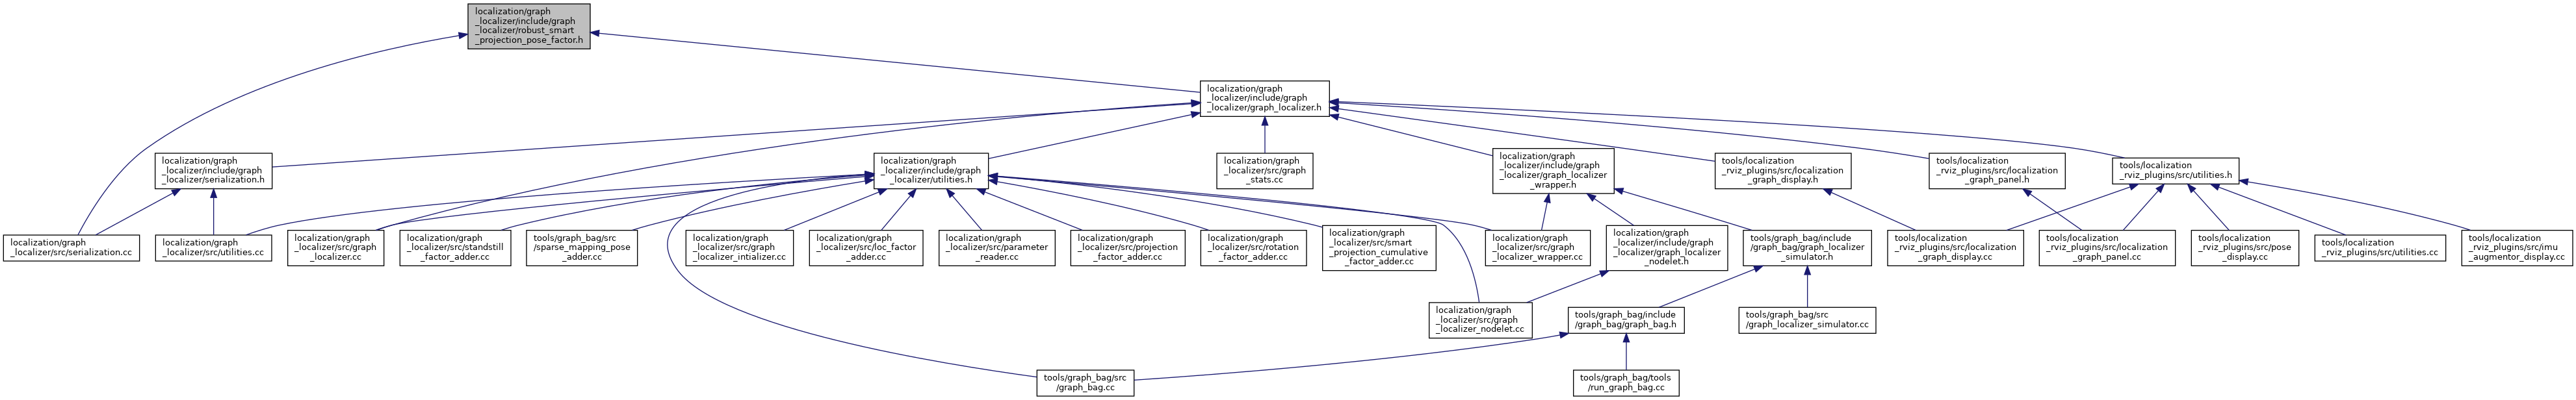 localization/graph
_localizer/include/graph
_localizer/robust_smart
_projection_pose_factor.h
localization/graph
_localizer/include/graph
_localizer/graph_localizer.h
localization/graph
_localizer/include/graph
_localizer/serialization.h
localization/graph
_localizer/include/graph
_localizer/utilities.h
localization/graph
_localizer/src/graph
_stats.cc
localization/graph
_localizer/include/graph
_localizer/graph_localizer
_wrapper.h
tools/localization
_rviz_plugins/src/localization
_graph_display.h
tools/localization
_rviz_plugins/src/localization
_graph_panel.h
tools/localization
_rviz_plugins/src/utilities.h
localization/graph
_localizer/src/serialization.cc
localization/graph
_localizer/src/utilities.cc
localization/graph
_localizer/src/graph
_localizer.cc
localization/graph
_localizer/src/standstill
_factor_adder.cc
tools/graph_bag/src
/sparse_mapping_pose
_adder.cc
localization/graph
_localizer/src/graph
_localizer_intializer.cc
localization/graph
_localizer/src/loc_factor
_adder.cc
localization/graph
_localizer/src/parameter
_reader.cc
localization/graph
_localizer/src/projection
_factor_adder.cc
localization/graph
_localizer/src/rotation
_factor_adder.cc
localization/graph
_localizer/src/smart
_projection_cumulative
_factor_adder.cc
localization/graph
_localizer/src/graph
_localizer_wrapper.cc
localization/graph
_localizer/include/graph
_localizer/graph_localizer
_nodelet.h
tools/graph_bag/include
/graph_bag/graph_localizer
_simulator.h
tools/localization
_rviz_plugins/src/localization
_graph_display.cc
tools/localization
_rviz_plugins/src/localization
_graph_panel.cc
tools/localization
_rviz_plugins/src/pose
_display.cc
tools/localization
_rviz_plugins/src/utilities.cc
tools/localization
_rviz_plugins/src/imu
_augmentor_display.cc
localization/graph
_localizer/src/graph
_localizer_nodelet.cc
tools/graph_bag/include
/graph_bag/graph_bag.h
tools/graph_bag/src
/graph_localizer_simulator.cc
tools/graph_bag/src
/graph_bag.cc
tools/graph_bag/tools
/run_graph_bag.cc